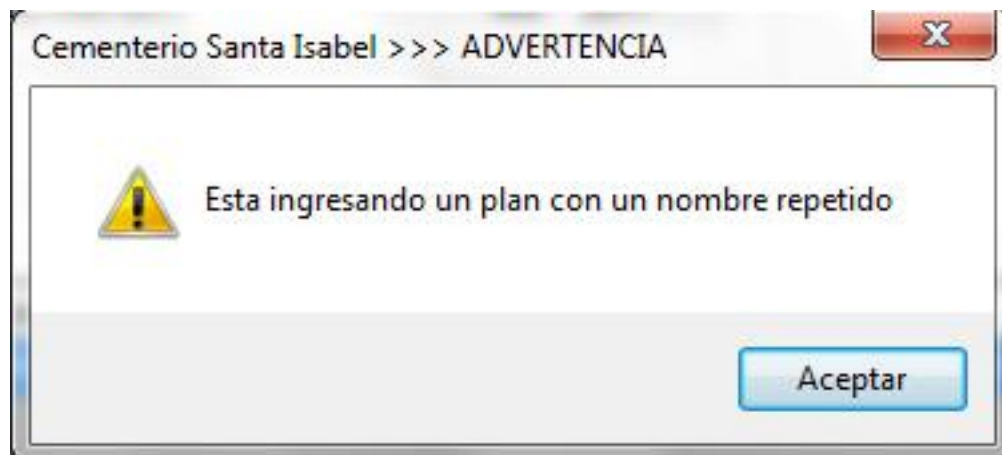 Cementerio Santa Isabel >>> ADVERTENCIA
Esta ingresando un plan con un nombre repetido
Aceptar